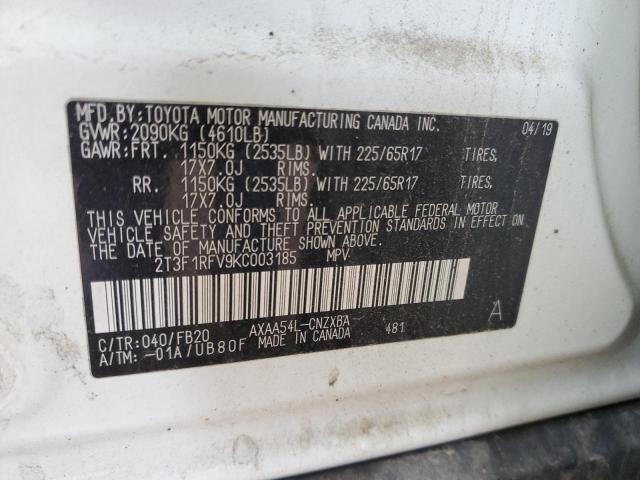 MFD. BY: TOYOTA MOTOR MANUFACTURING CANADA INC. 04/19
GVWR: 2090KG (4610LB)
GAWR: FRT. 1150KG (2535LB) WITH 225/65R17 TIRES,
17X7.0J RIMS.
RR. 1150KG (2535LB) WITH 225/65R17 TIRES,
17X7.0J RIMS.
THIS VEHICLE CONFORMS TO ALL APPLICABLE FEDERAL MOTOR
VEHICLE SAFETY AND THEFT PREVENTION STANDARDS IN EFFECT ON
THE DATE OF MANUFACTURE SHOWN ABOVE.
2T3F1RFV9KC003185 MPV
C/TR: 040/FB20 AXAA54L-CNZXBA 481 A
A/TM: -01A/UB80F MADE IN CANADA